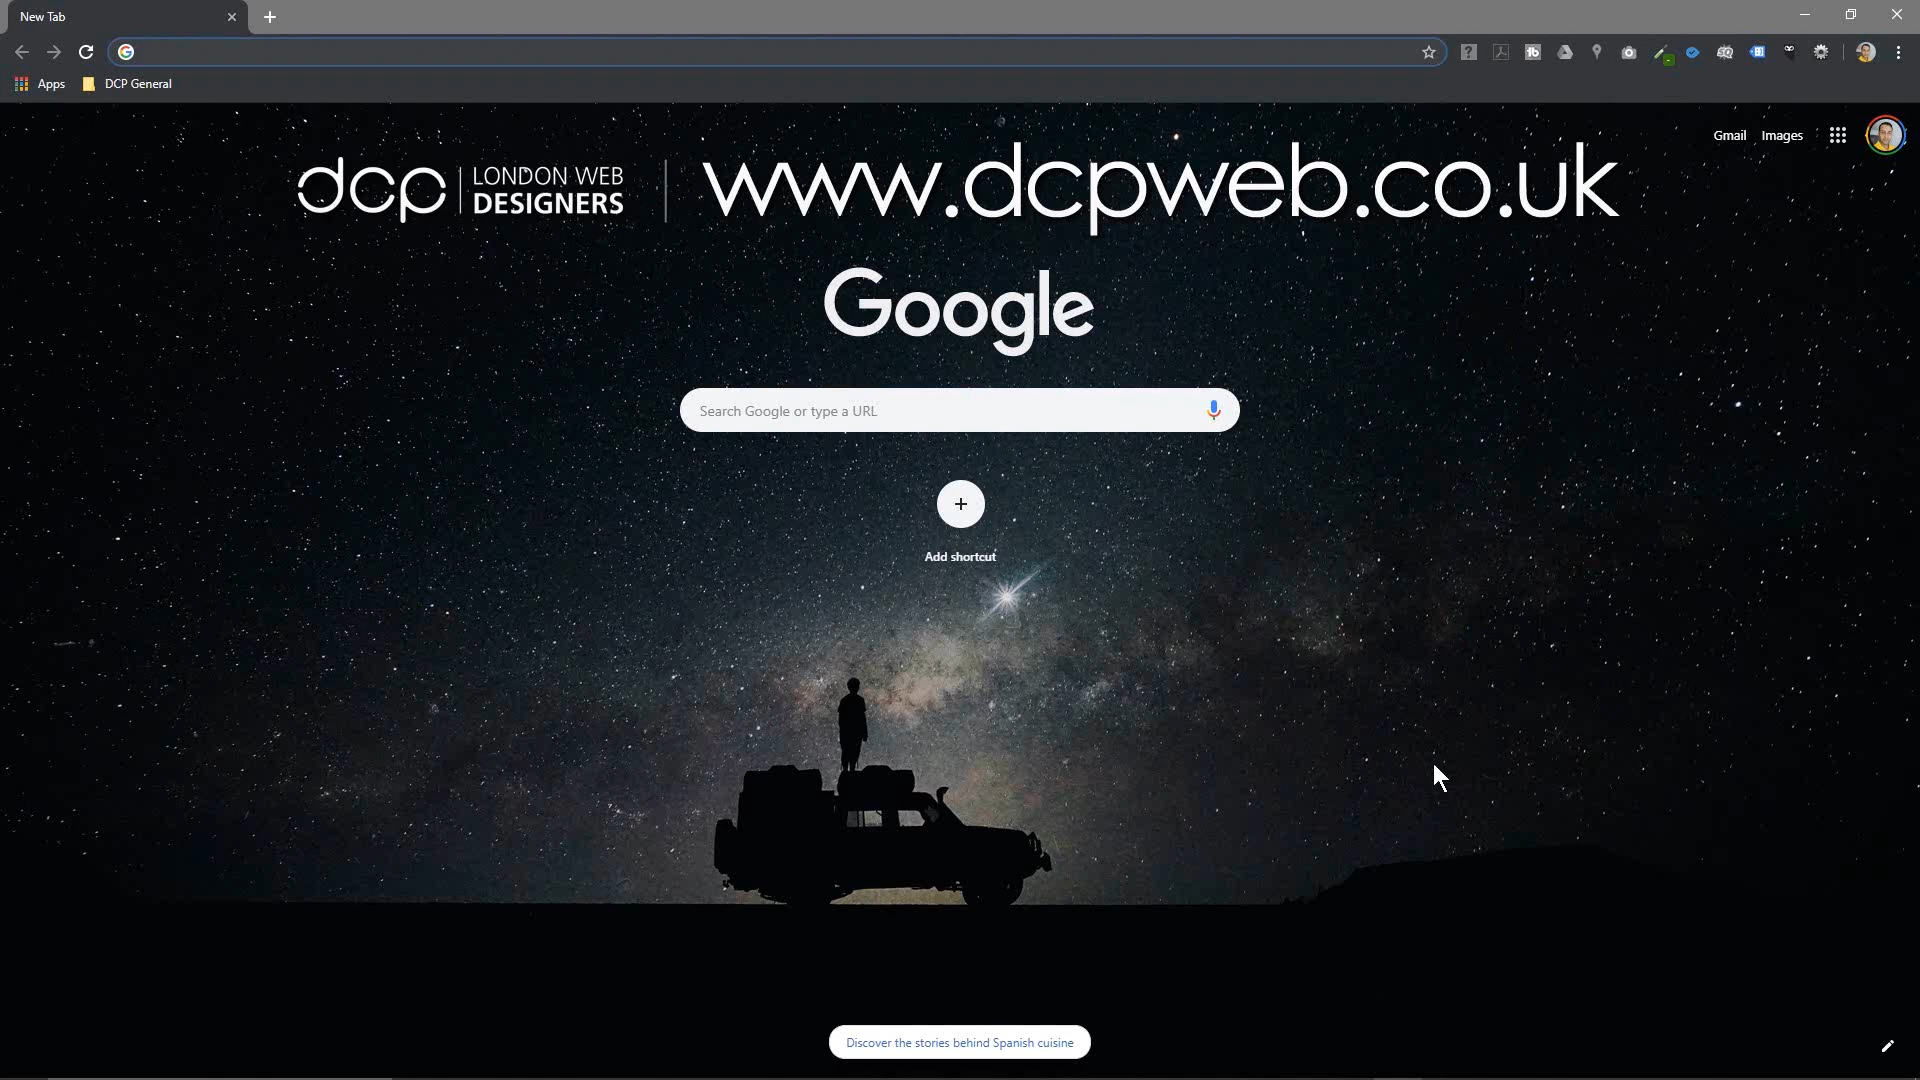 New Tab
Apps
DCP General
Gmail
Images
dcp
LONDON WEB
DESIGNERS
www.dcpweb.co.uk
Google
Search Google or type a URL
Add shortcut
Discover the stories behind Spanish cuisine